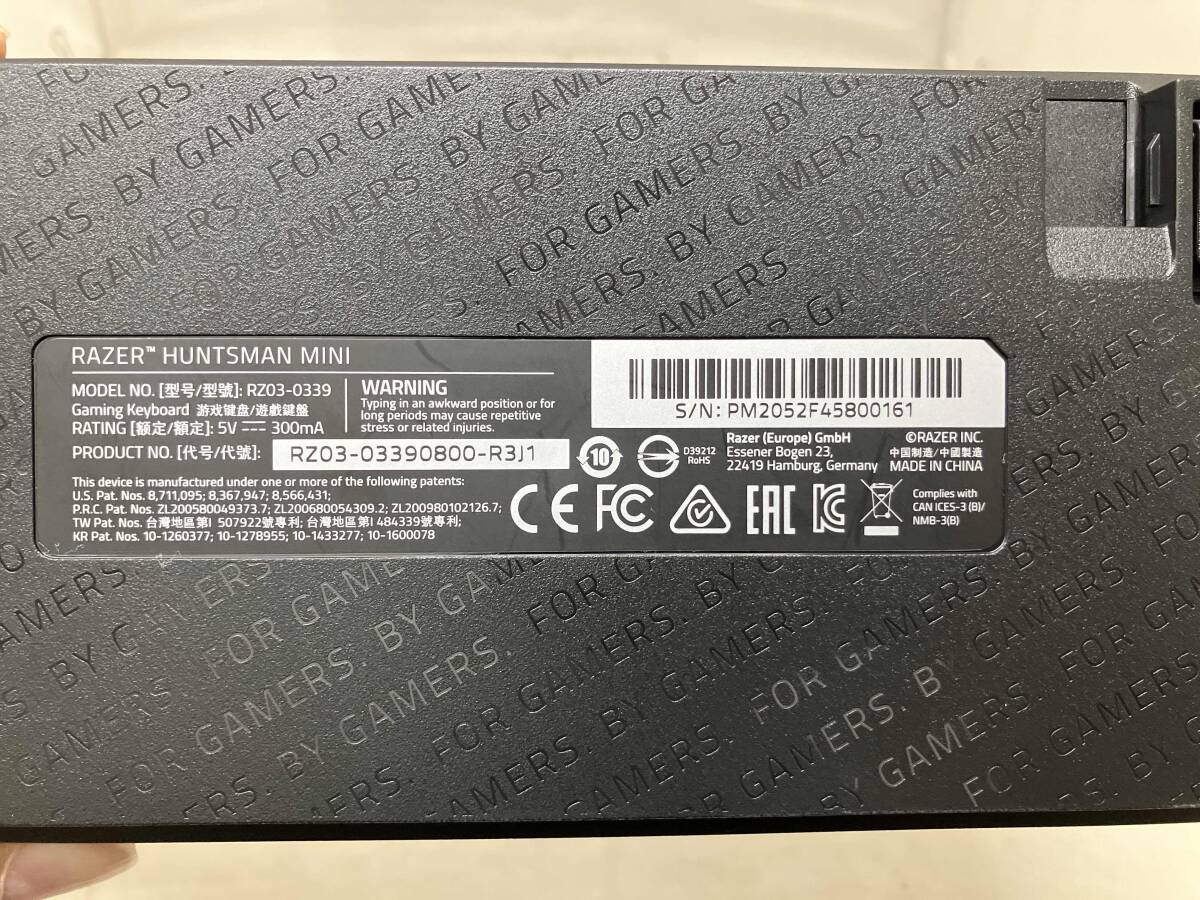 FOR GAMERS. BY GAMERS.
RAZER™ HUNTSMAN MINI
MODEL NO. [型号/型號]: RZ03-0339
Gaming Keyboard 游戏键盘/遊戲鍵盤
RATING [额定/額定]: 5V ⎓ 300mA
WARNING
Typing in an awkward position or for
long periods may cause repetitive
stress or related injuries.
PRODUCT NO. [代号/代號]: RZ03-03390800-R3J1
This device is manufactured under one or more of the following patents:
U.S. Pat. Nos. 8,711,095; 8,367,947; 8,566,431;
P.R.C. Pat. Nos. ZL200580049373.7; ZL200680054309.2; ZL200980102126.7;
TW Pat. Nos. 台灣地區第I 507922號專利; 台灣地區第I 484339號專利;
KR Pat. Nos. 10-1260377; 10-1278955; 10-1433277; 10-1600078
S/N: PM2052F45800161
10
D39212
RoHS
Razer (Europe) GmbH
Essener Bogen 23,
22419 Hamburg, Germany
©RAZER INC.
中国制造/中國製造
MADE IN CHINA
CE FC EAC KC
Complies with
CAN ICES-3 (B)/
NMB-3(B)
FOR GAMERS. BY GAMERS.